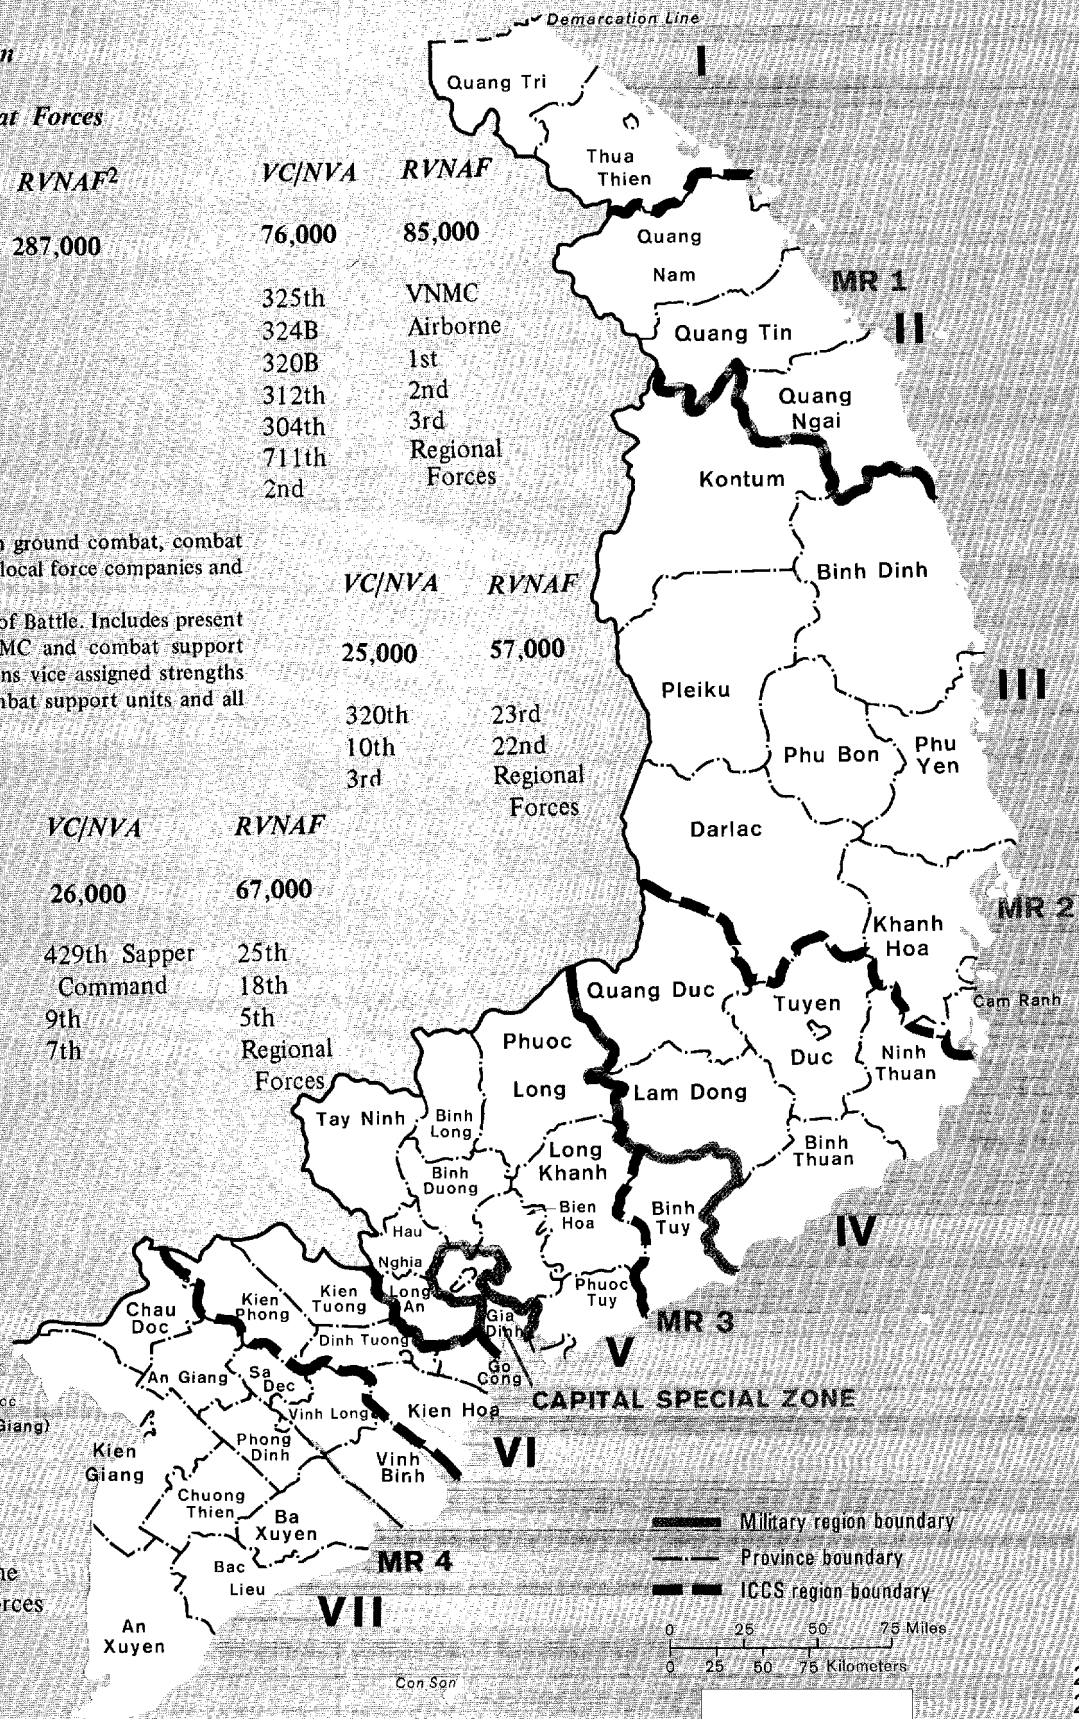 Demarcation Line
I
at Forces
RVNAF²
287,000
VC/NVA RVNAF
76,000 85,000
325th VNMC
324B Airborne
320B 1st
312th 2nd
304th 3rd
711th Regional
2nd Forces
Quang Tri
Thua
Thien
Quang
Nam
MR 1
Quang Tin
II
Quang
Ngai
Kontum
n ground combat, combat
local force companies and
of Battle. Includes present
MC and combat support
ns vice assigned strengths
bat support units and all
VC/NVA RVNAF
25,000 57,000
320th 23rd
10th 22nd
3rd Regional
Forces
Binh Dinh
Pleiku
III
Phu Bon
Phu
Yen
Darlac
VC/NVA RVNAF
26,000 67,000
429th Sapper 25th
Command 18th
9th 5th
7th Regional
Forces
MR 2
Khanh
Hoa
Cam Ranh
Quang Duc
Tuyen
Duc
Ninh
Thuan
Phuoc
Long
Lam Dong
Tay Ninh
Binh
Long
Long
Khanh
Binh
Thuan
Binh
Duong
Bien
Hoa
Binh
Tuy
IV
Hau
Nghia
Long
An
Phuoc
Tuy
Gia
Dinh
MR 3
V
Go
Cong
CAPITAL SPECIAL ZONE
Chau
Doc
Kien
Phong
Kien
Tuong
Dinh Tuong
An Giang
Sa
Dec
Vinh Long
Kien Hoa
VI
Giang)
Kien
Giang
Phong
Dinh
Vinh
Binh
Chuong
Thien
Ba
Xuyen
MR 4
Bac
Lieu
VII
An
Xuyen
Con Son
Military region boundary
Province boundary
ICCS region boundary
0 25 50 75 Miles
0 25 50 75 Kilometers